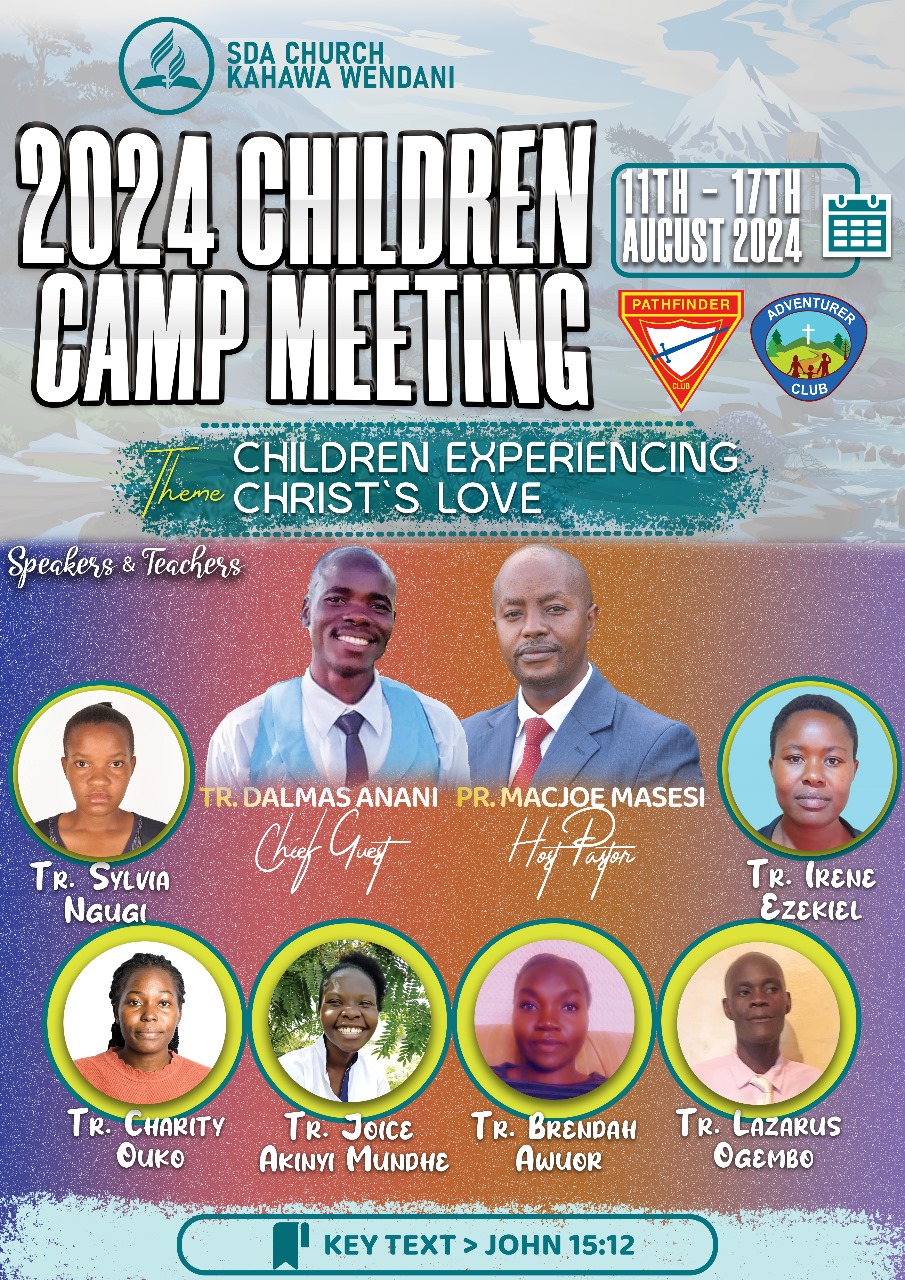 SDA CHURCH
KAHAWA WENDANI
2024 CHILDREN
CAMP MEETING
11TH - 17TH
AUGUST 2024
PATHFINDER
CLUB
ADVENTURER
CLUB
Theme
CHILDREN EXPERIENCING
CHRIST`S LOVE
Speakers & Teachers
TR. DALMAS ANANI
Chief Guest
PR. MACJOE MASESI
Host Pastor
TR. SYLVIA
NGUGI
TR. IRENE
EZEKIEL
TR. CHARITY
OUKO
TR. JOICE
AKINYI MUNDHE
TR. BRENDAH
AWUOR
TR. LAZARUS
OGEMBO
KEY TEXT > JOHN 15:12